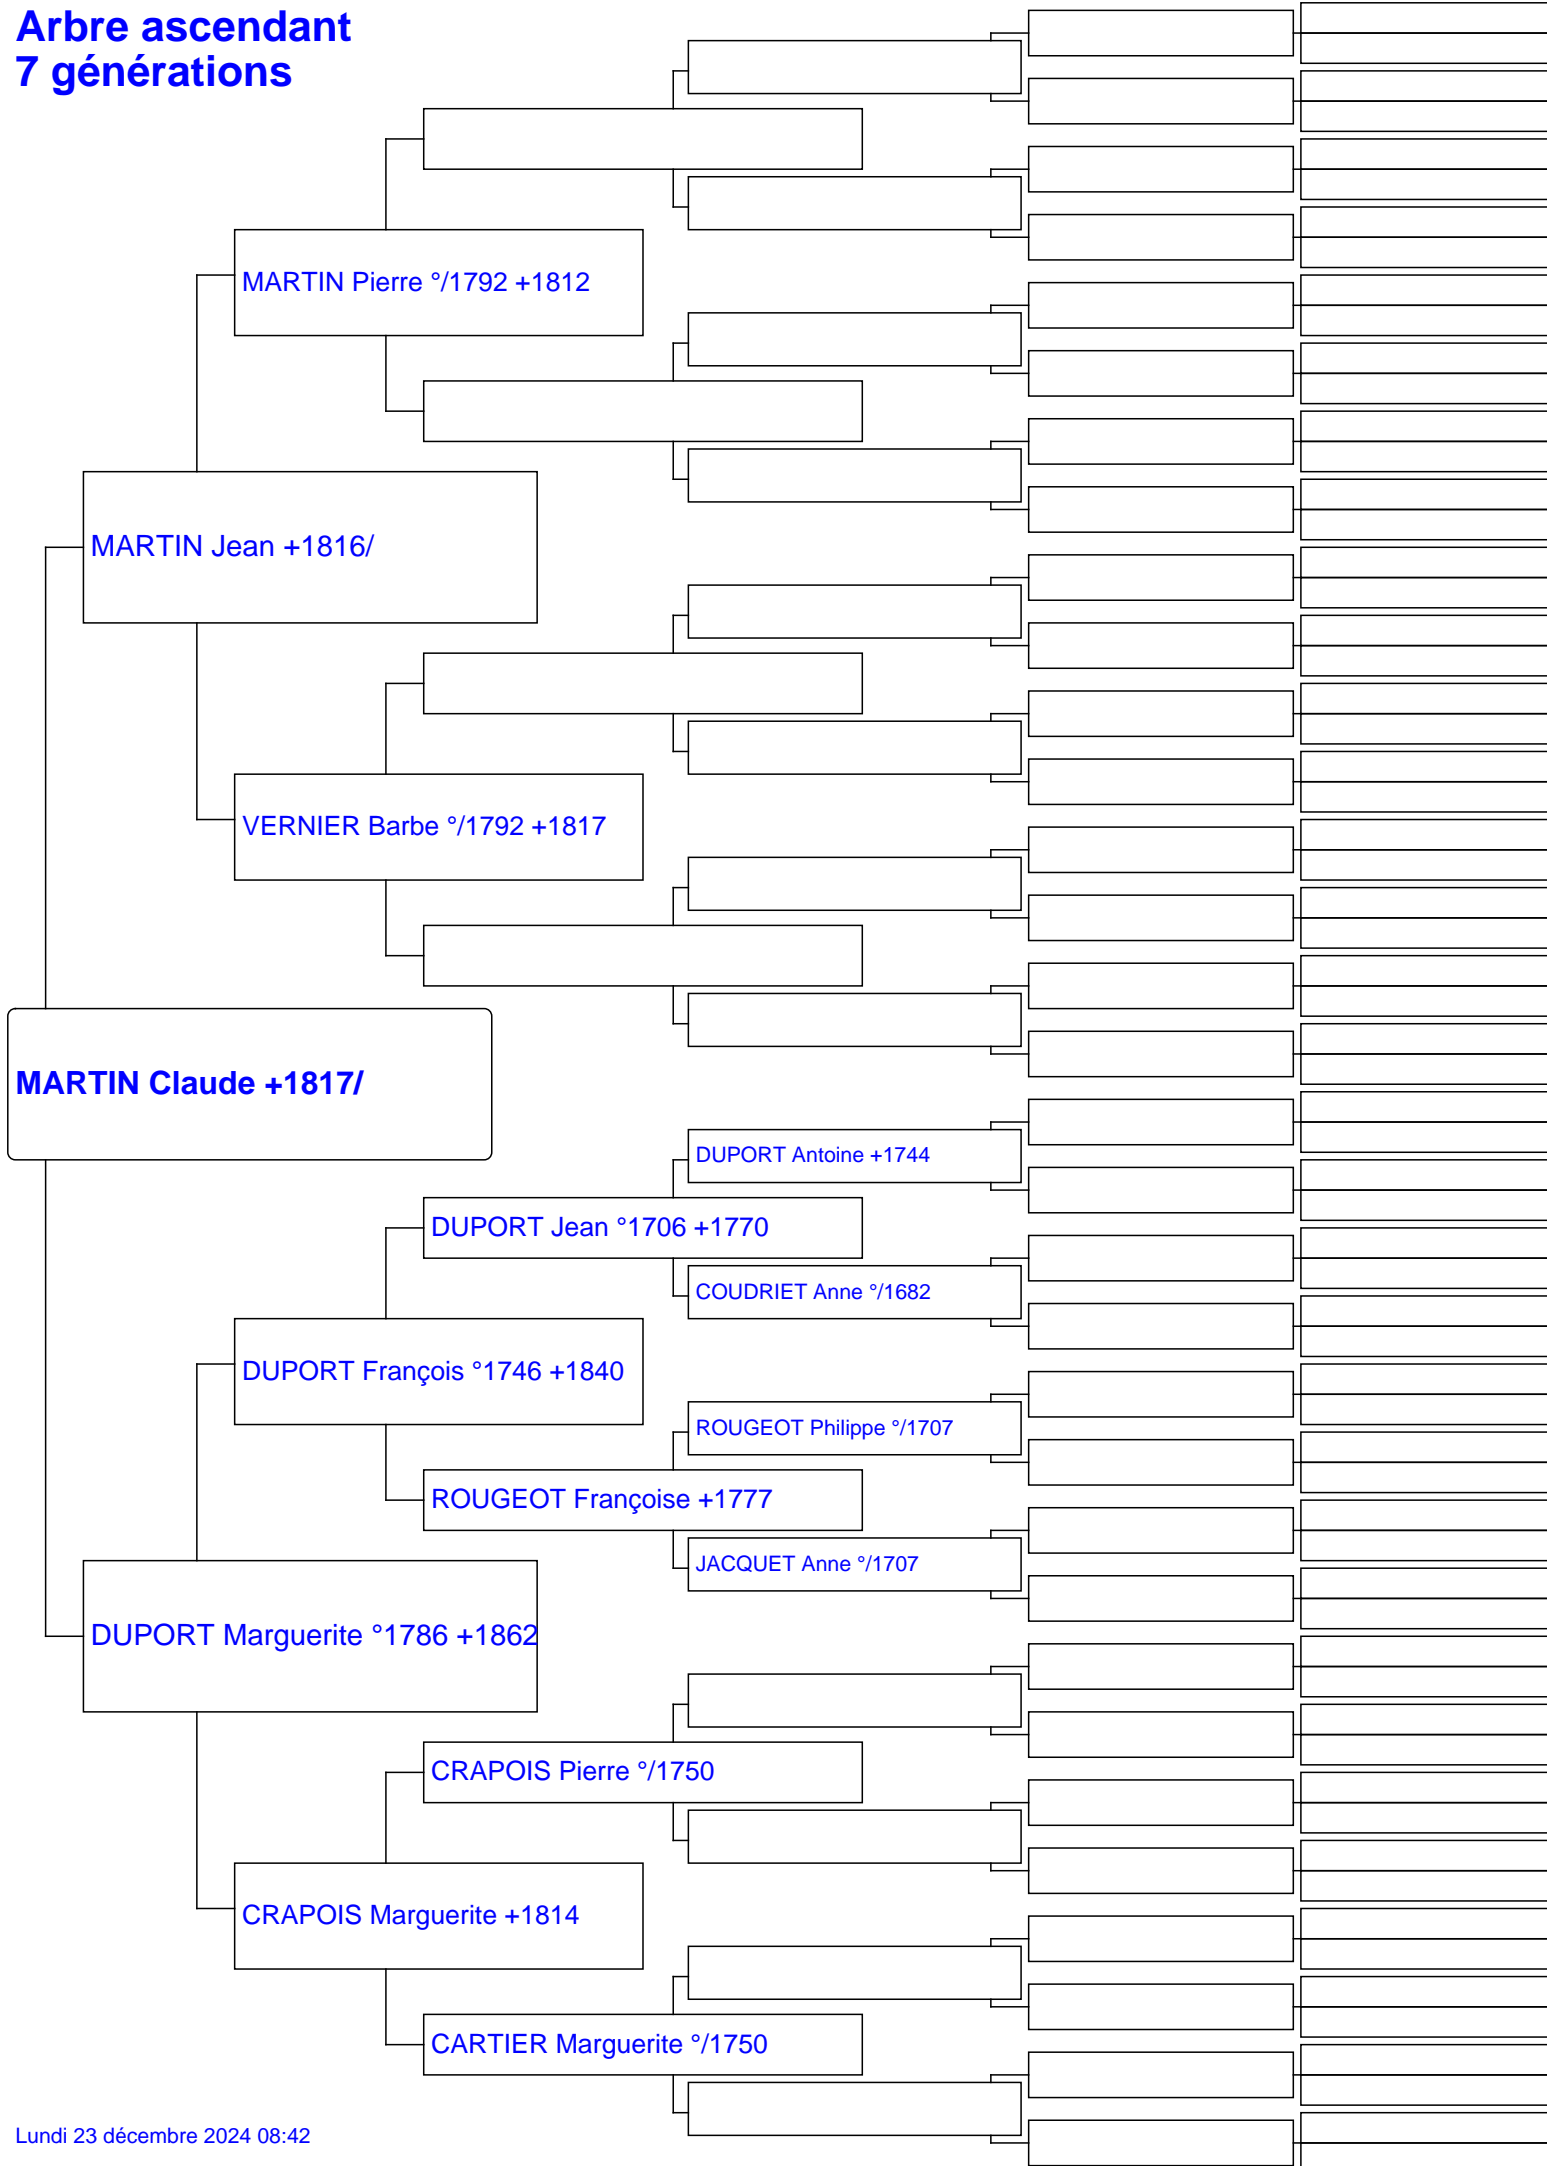 Arbre ascendant
7 générations
MARTIN Pierre °/1792 +1812
MARTIN Jean +1816/
VERNIER Barbe °/1792 +1817
MARTIN Claude +1817/
DUPORT Antoine +1744
DUPORT Jean °1706 +1770
COUDRIET Anne °/1682
DUPORT François °1746 +1840
ROUGEOT Philippe °/1707
ROUGEOT Françoise +1777
JACQUET Anne °/1707
DUPORT Marguerite °1786 +1862
CRAPOIS Pierre °/1750
CRAPOIS Marguerite +1814
CARTIER Marguerite °/1750
Lundi 23 décembre 2024 08:42